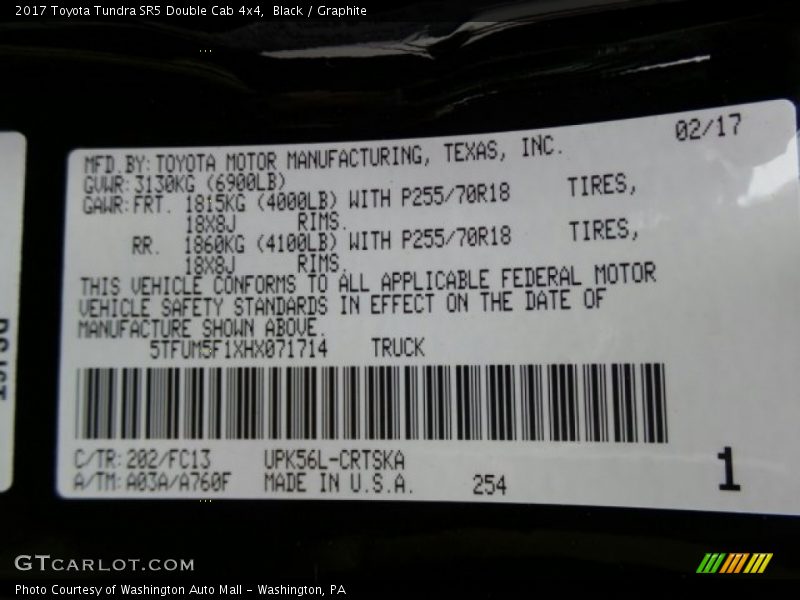 2017 Toyota Tundra SR5 Double Cab 4x4, Black / Graphite
02/17
MFD.BY:TOYOTA MOTOR MANUFACTURING, TEXAS, INC.
GVWR:3130KG (6900LB)
GAWR:FRT. 1815KG (4000LB) WITH P255/70R18 TIRES,
18X8J RIMS.
RR. 1860KG (4100LB) WITH P255/70R18 TIRES,
18X8J RIMS.
THIS VEHICLE CONFORMS TO ALL APPLICABLE FEDERAL MOTOR
VEHICLE SAFETY STANDARDS IN EFFECT ON THE DATE OF
MANUFACTURE SHOWN ABOVE.
5TFUM5F1XHX071714 TRUCK
C/TR:202/FC13 UPK56L-CRTSKA
A/TM:A03A/A760F MADE IN U.S.A. 254
1
GTCARLOT.COM
Photo Courtesy of Washington Auto Mall - Washington, PA